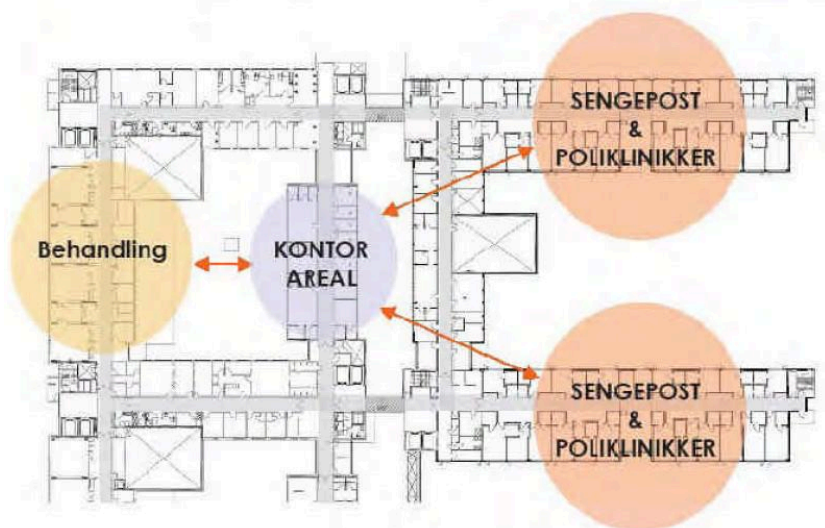 SENGEPOST
&
POLIKLINIKKER
Behandling
KONTOR
AREAL
SENGEPOST
&
POLIKLINIKKER